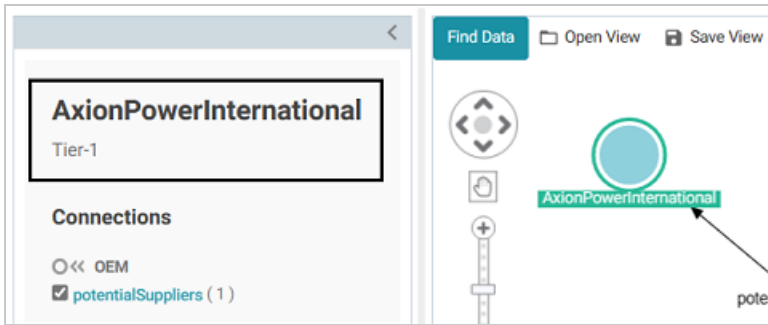 AxionPowerInternational
Tier-1
Connections
OEM
potentialSuppliers ( 1 )
Find Data
Open View
Save View
AxionPowerInternational
pote